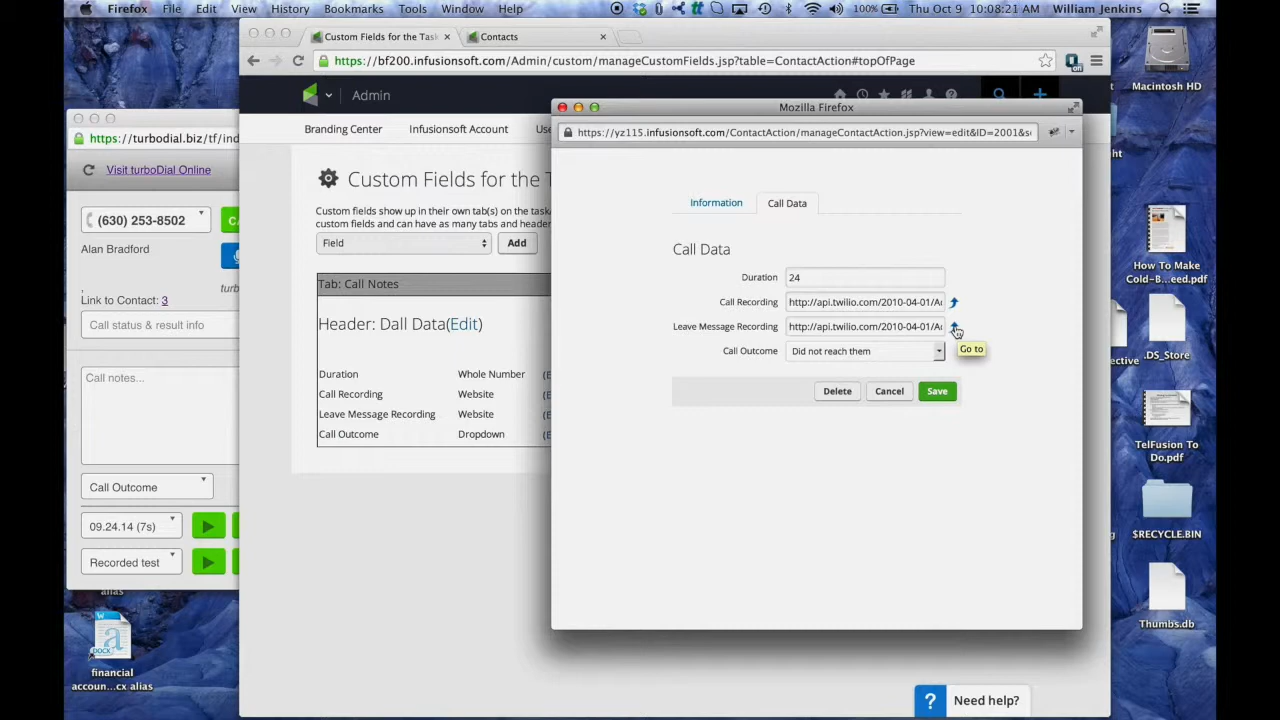 Firefox File Edit View History Bookmarks Tools Window Help 100% Thu Oct 9 10:08:21 AM William Jenkins
Custom Fields for the Tas Contacts
https://bf200.infusionsoft.com/Admin/custom/manageCustomFields.jsp?table=ContactAction#topOfPage
on
Macintosh HD
Admin
Mozilla Firefox
https://yz115.infusionsoft.com/ContactAction/manageContactAction.jsp?view=edit&ID=2001&s
Branding Center Infusionsoft Account Use
https://turbodial.biz/tf/ind
Visit turboDial Online
(630) 253-8502
Alan Bradford
,
turb
Link to Contact: 3
Call status & result info
Call notes...
Call Outcome
09.24.14 (7s)
Recorded test
Custom Fields for the T
Custom fields show up in their own tab(s) on the task
custom fields and can have as many tabs and header
Field Add
Tab: Call Notes
Header: Dall Data(Edit)
Duration Whole Number (E
Call Recording Website
Leave Message Recording Website
Call Outcome Dropdown (E
Information Call Data
Call Data
Duration 24
Call Recording http://api.twilio.com/2010-04-01/A
Leave Message Recording http://api.twilio.com/2010-04-01/A
Go to
Call Outcome Did not reach them
Delete Cancel Save
ght
How To Make
Cold-B...eed.pdf
ective
.DS_Store
TelFusion To
Do.pdf
$RECYCLE.BIN
Thumbs.db
alias
W
a
DOCX
financial
accoun...cx alias
? Need help?